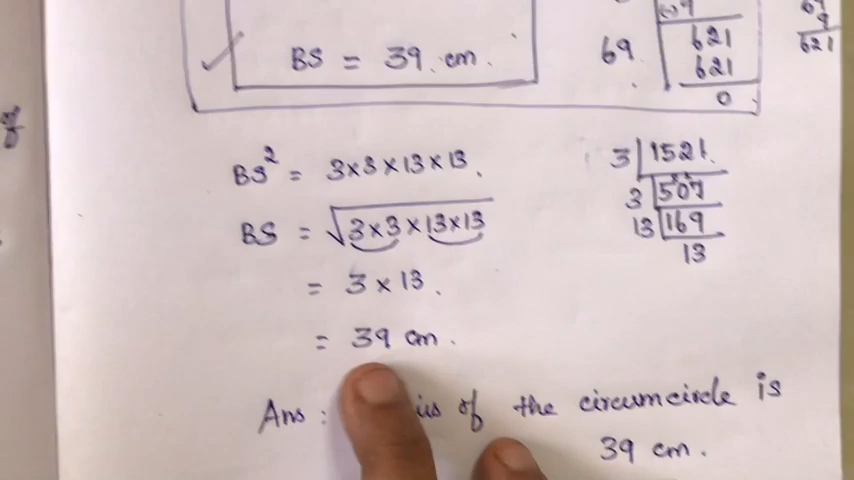 BS = 39 cm.
69 621
621
0
9
621
BS² = 3×3×13×13.
BS = √3×3×13×13
= 3×13.
= 39 cm.
3 1521.
3 507
13 169
13
Ans : of the circumcircle is
39 cm.